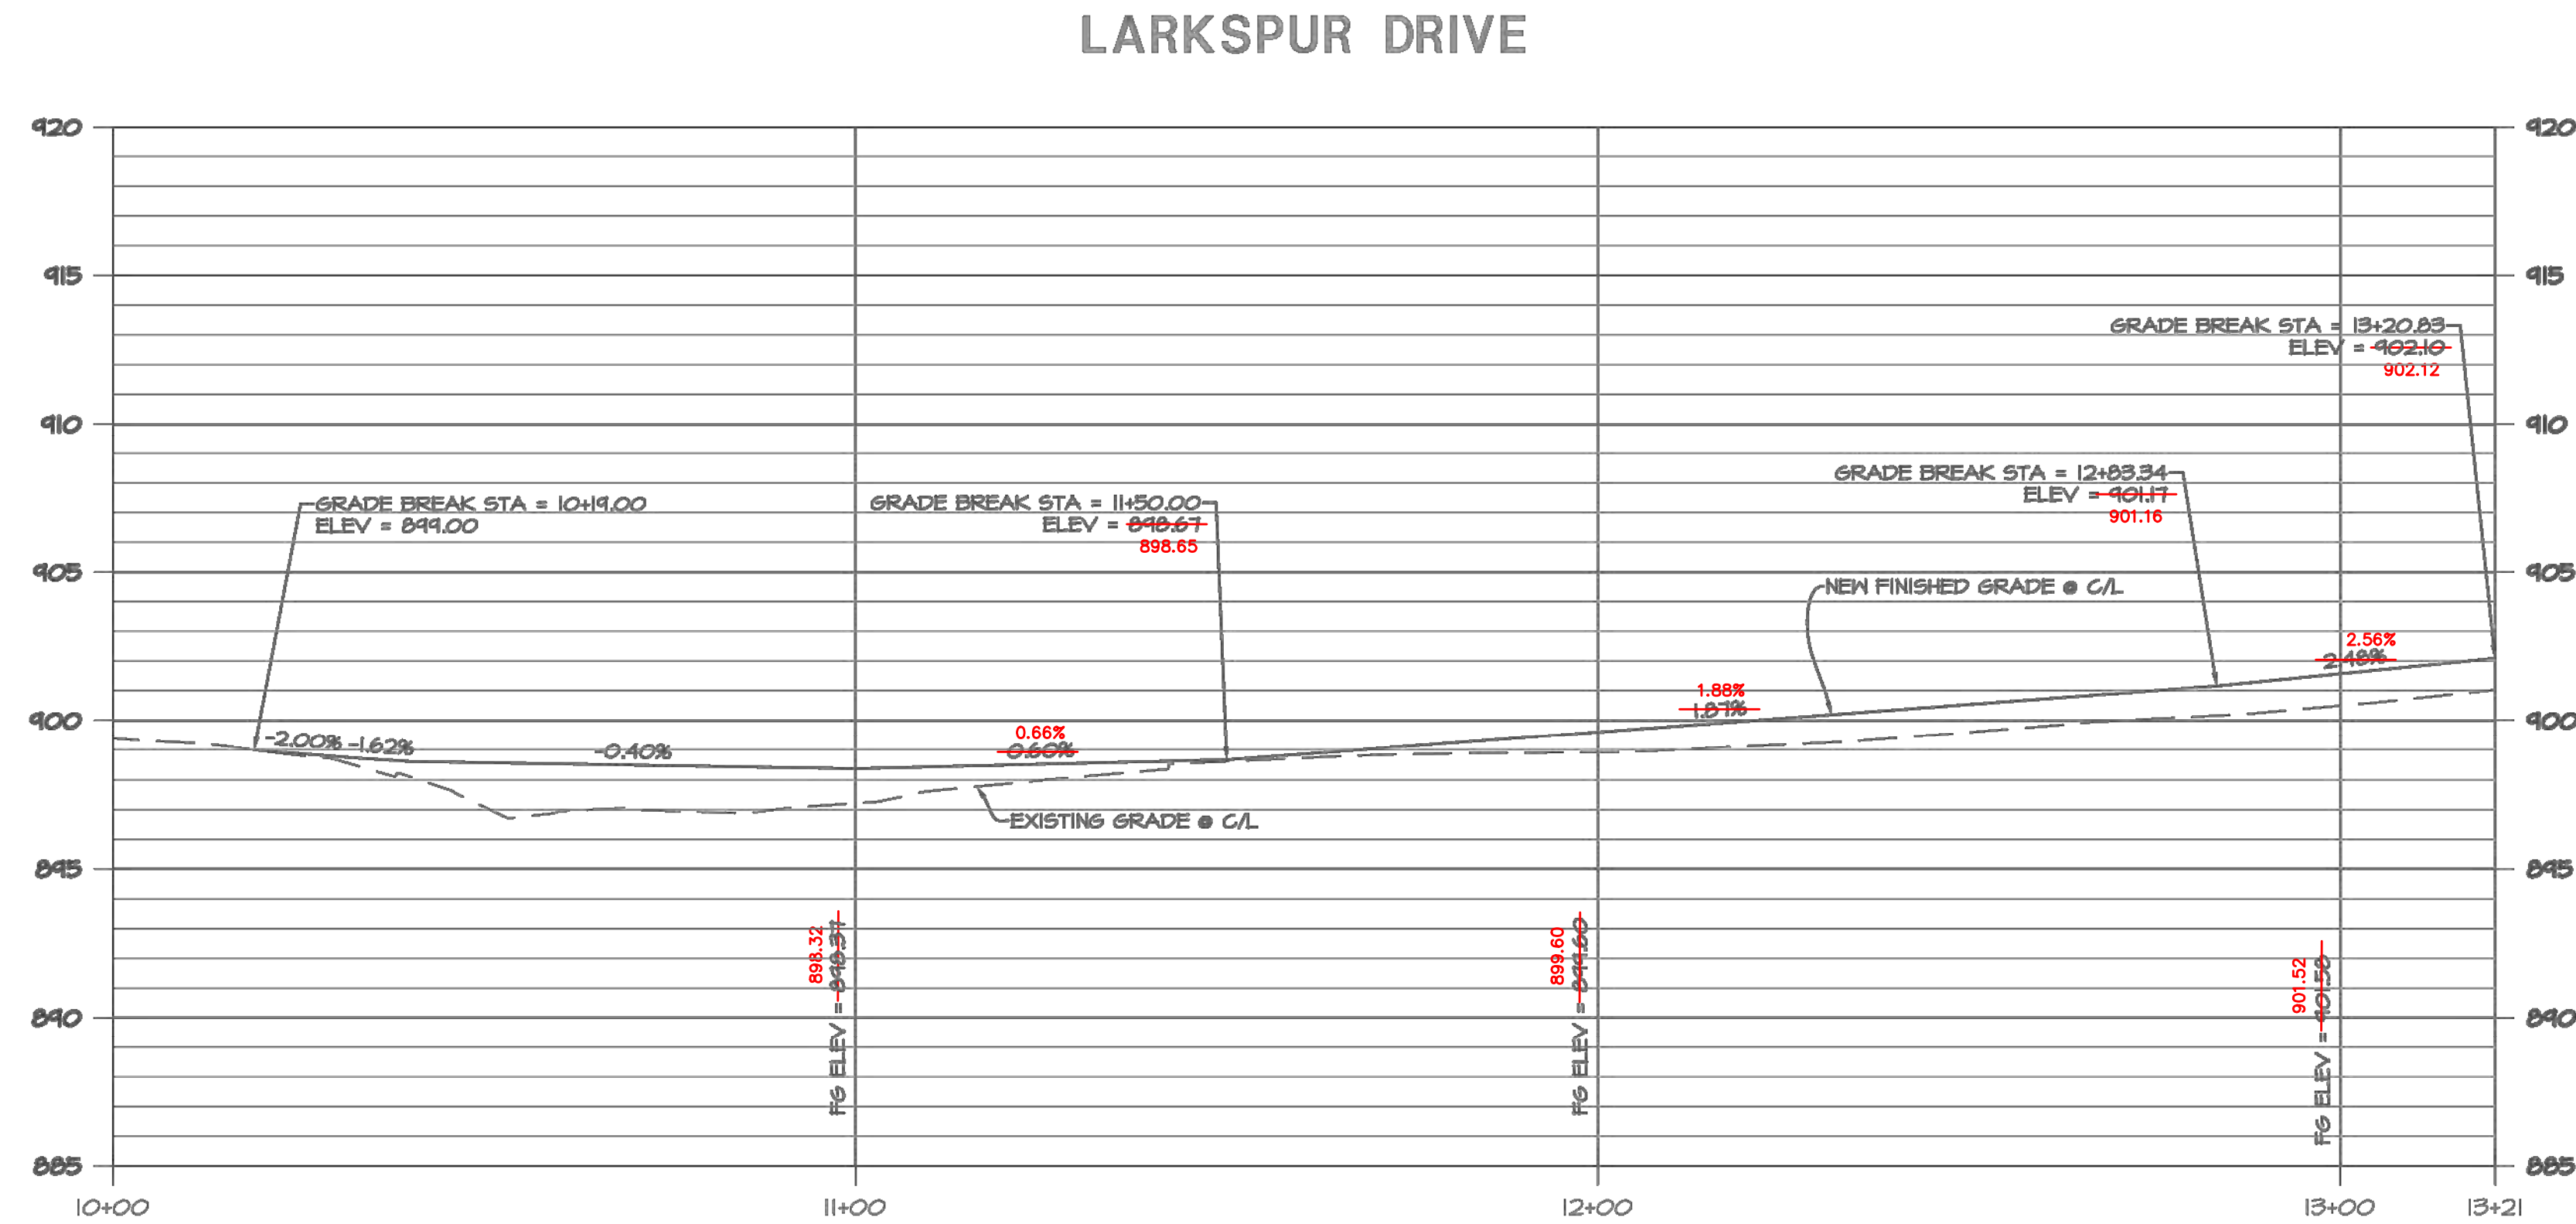 LARKSPUR DRIVE
920
920
915
915
GRADE BREAK STA = 13+20.83
ELEV = 902.10
902.12
910
910
GRADE BREAK STA = 12+83.34
ELEV = 901.17
901.16
GRADE BREAK STA = 10+19.00
ELEV = 899.00
GRADE BREAK STA = 11+50.00
ELEV = 898.67
898.65
905
905
NEW FINISHED GRADE @ C/L
2.56%
2.48%
1.88%
1.87%
900
900
-2.00%
-1.62%
-0.40%
0.66%
0.60%
EXISTING GRADE @ C/L
895
895
898.32
FG ELEV = 898.37
899.60
FG ELEV = 899.60
901.52
FG ELEV = 901.58
890
890
885
885
10+00
11+00
12+00
13+00
13+21